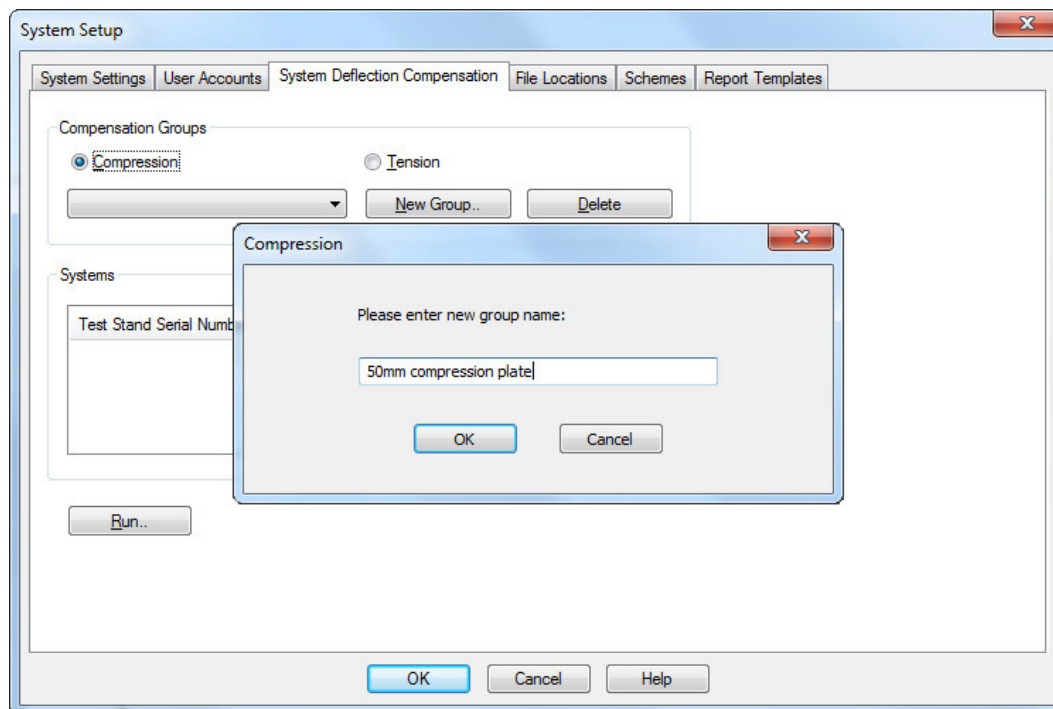 System Setup
System Settings User Accounts System Deflection Compensation File Locations Schemes Report Templates
Compensation Groups
Compression Tension
New Group.. Delete
Compression
Systems
Please enter new group name:
Test Stand Serial
50mm compression plate
OK Cancel
Run..
OK Cancel Help